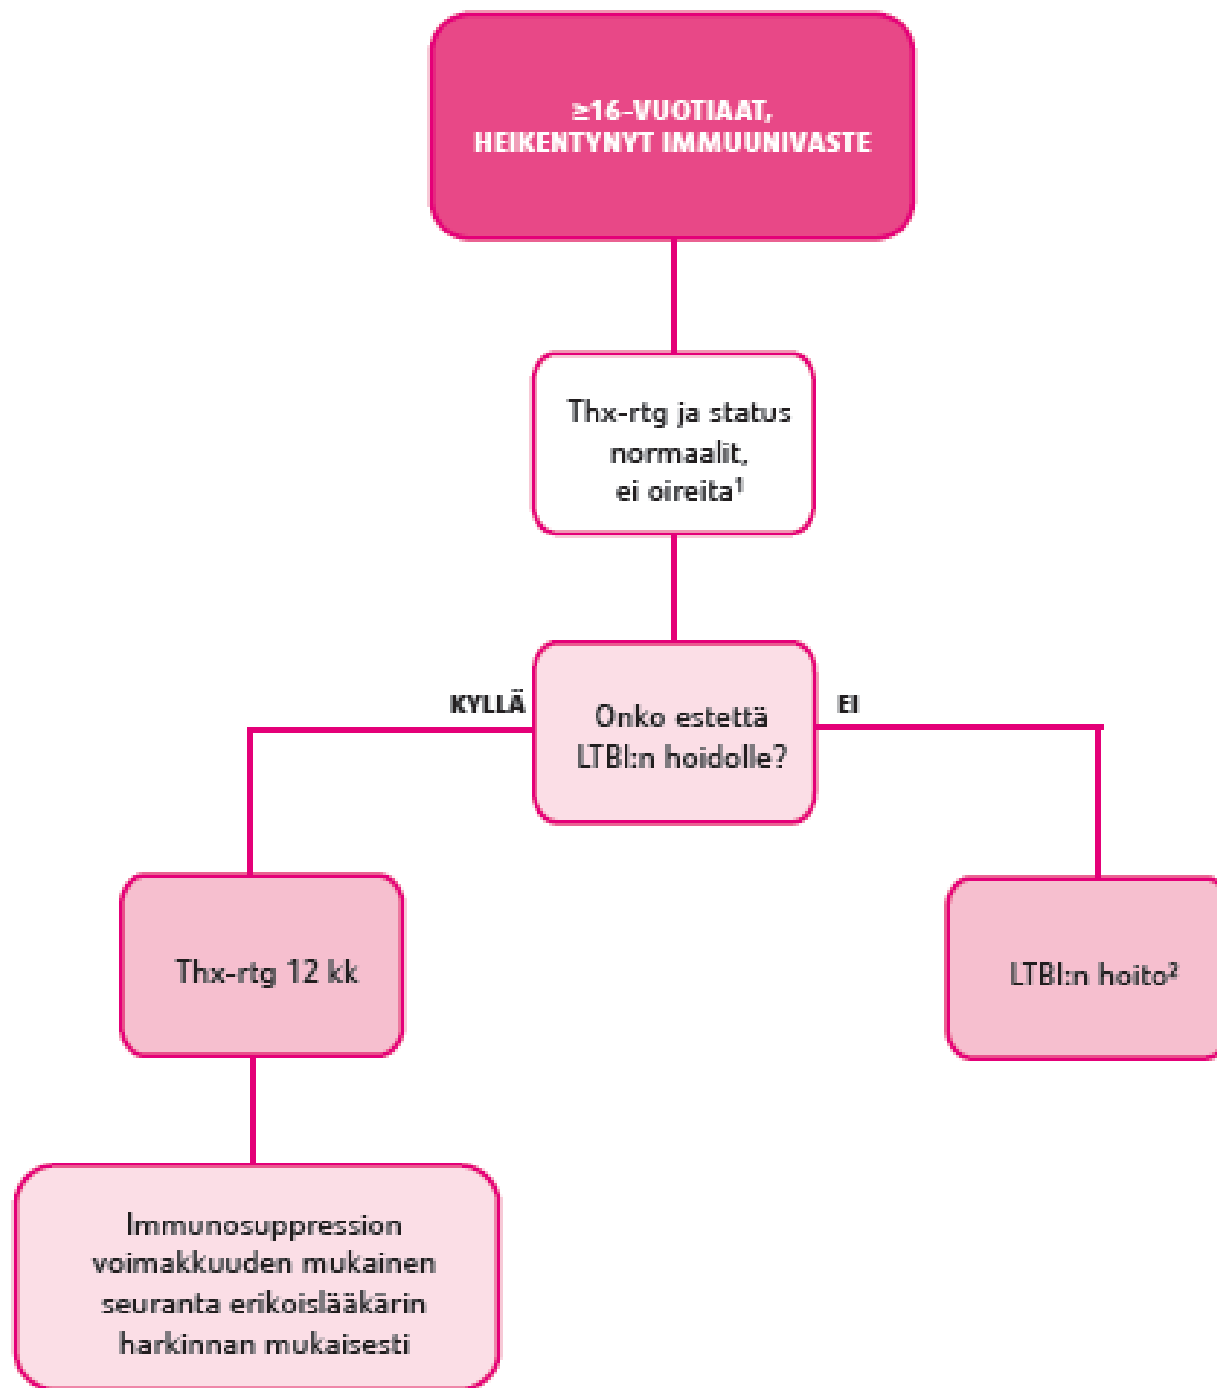 ≥16-VUOTIAAT,
HEIKENTYNYT IMMUUNIVASTE
Thx-rtg ja status
normaalit,
ei oireita¹
KYLLÄ
Onko estettä
LTBI:n hoidolle?
EI
Thx-rtg 12 kk
LTBI:n hoito²
Immunosuppression
voimakkuuden mukainen
seuranta erikoislääkärin
harkinnan mukaisesti